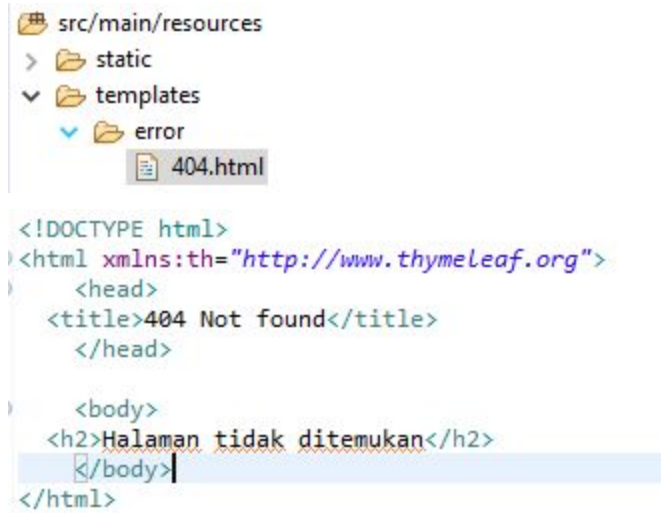 src/main/resources
static
templates
error
404.html
<!DOCTYPE html>
<html xmlns:th="http://www.thymeleaf.org">
<head>
<title>404 Not found</title>
</head>
<body>
<h2>Halaman tidak ditemukan</h2>
</body>
</html>